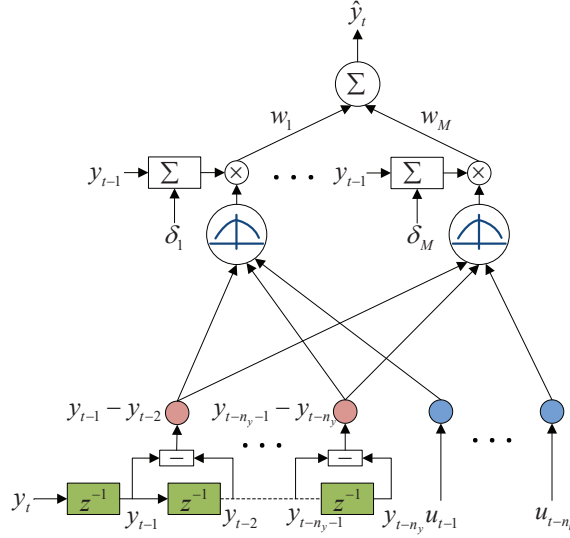 ŷ_t
Σ
w_1 w_M
y_{t-1} Σ × ... y_{t-1} Σ ×
δ_1 δ_M
y_{t-1} − y_{t-2} y_{t-n_y-1} − y_{t-n_y}
... ...
− −
y_t z^{-1} z^{-1} z^{-1}
y_{t-1} y_{t-2} y_{t-n_y-1} y_{t-n_y} u_{t-1} u_{t-n